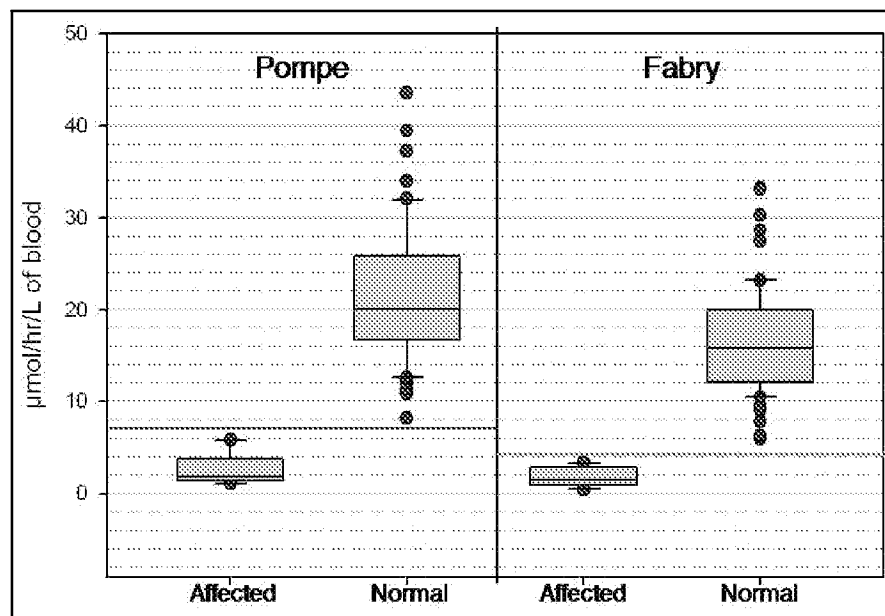 Pompe
Fabry
50
40
30
20
10
0
µmol/hr/L of blood
Affected
Normal
Affected
Normal